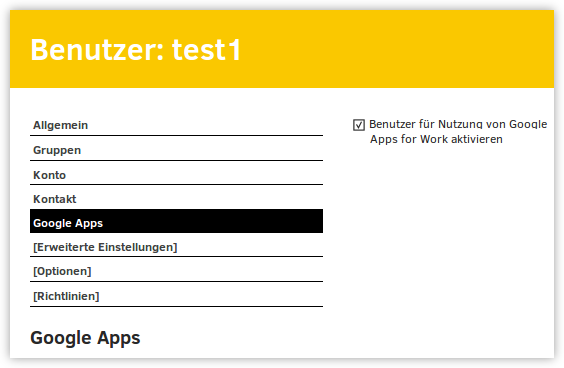 Benutzer: test1
Allgemein
Gruppen
Konto
Kontakt
Google Apps
[Erweiterte Einstellungen]
[Optionen]
[Richtlinien]
Benutzer für Nutzung von Google
Apps for Work aktivieren
Google Apps